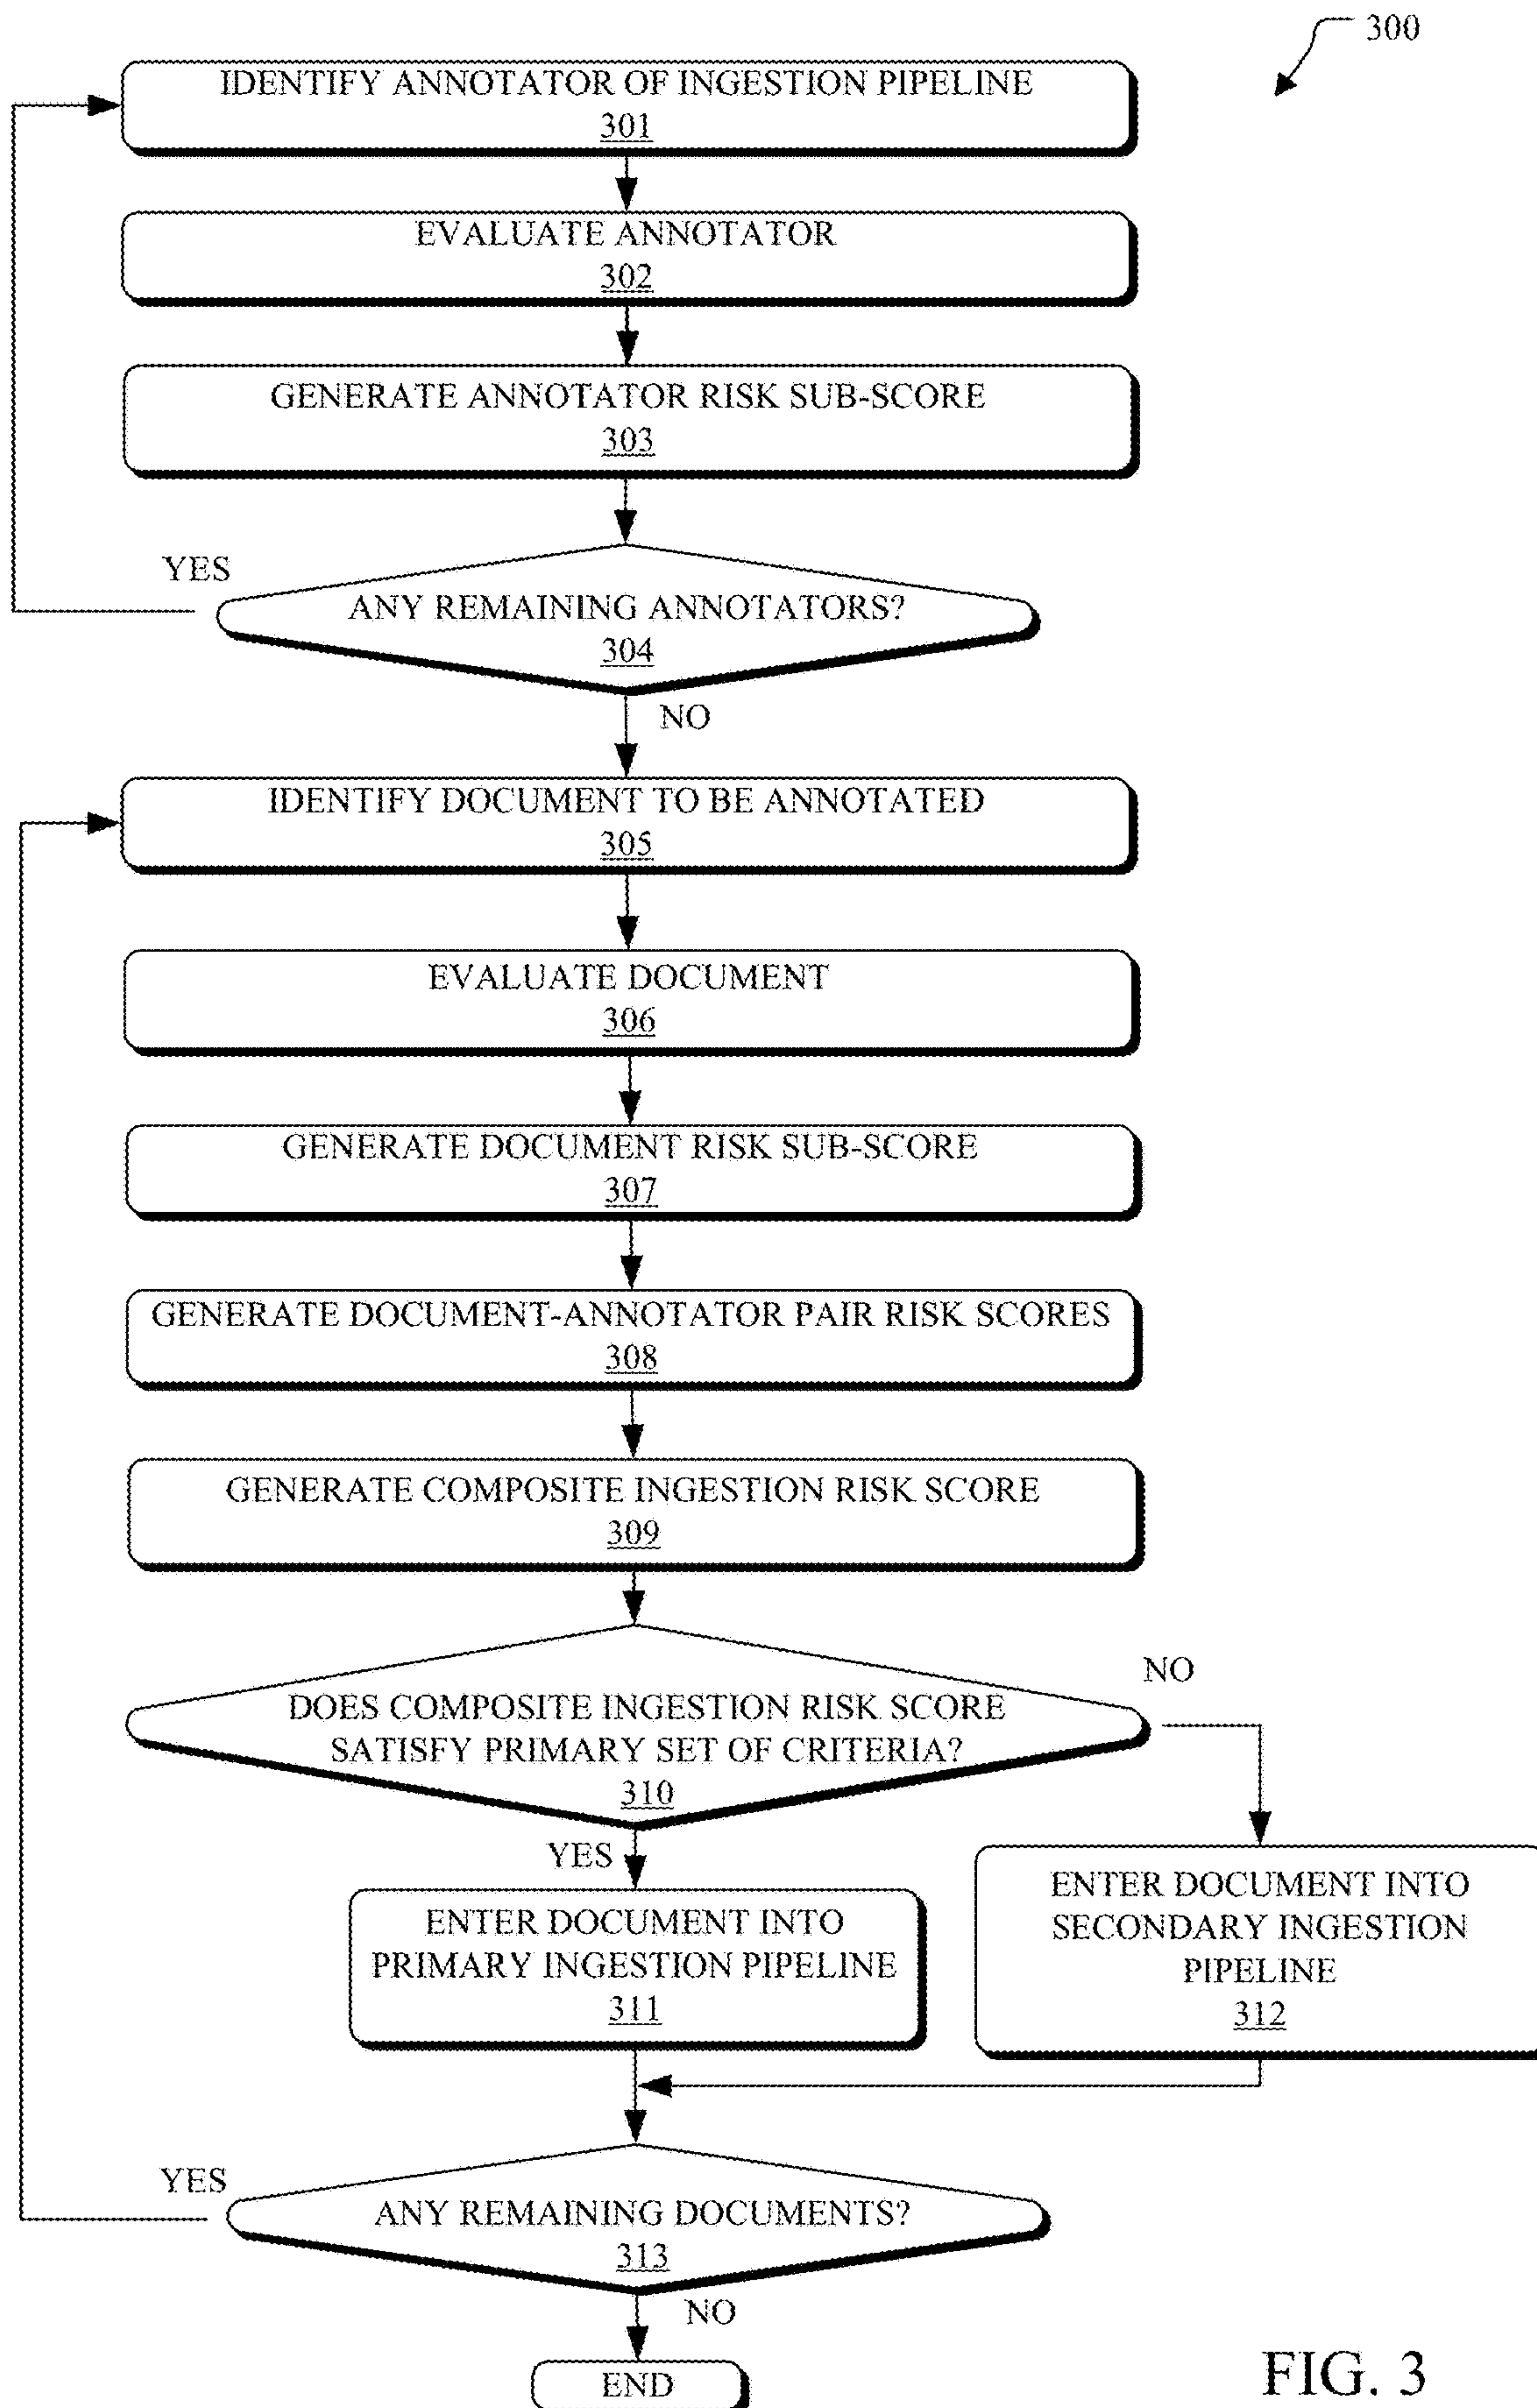 300
IDENTIFY ANNOTATOR OF INGESTION PIPELINE
301
EVALUATE ANNOTATOR
302
GENERATE ANNOTATOR RISK SUB-SCORE
303
YES
ANY REMAINING ANNOTATORS?
304
NO
IDENTIFY DOCUMENT TO BE ANNOTATED
305
EVALUATE DOCUMENT
306
GENERATE DOCUMENT RISK SUB-SCORE
307
GENERATE DOCUMENT-ANNOTATOR PAIR RISK SCORES
308
GENERATE COMPOSITE INGESTION RISK SCORE
309
NO
DOES COMPOSITE INGESTION RISK SCORE
SATISFY PRIMARY SET OF CRITERIA?
310
YES
ENTER DOCUMENT INTO
PRIMARY INGESTION PIPELINE
311
ENTER DOCUMENT INTO
SECONDARY INGESTION
PIPELINE
312
YES
ANY REMAINING DOCUMENTS?
313
NO
END
FIG. 3